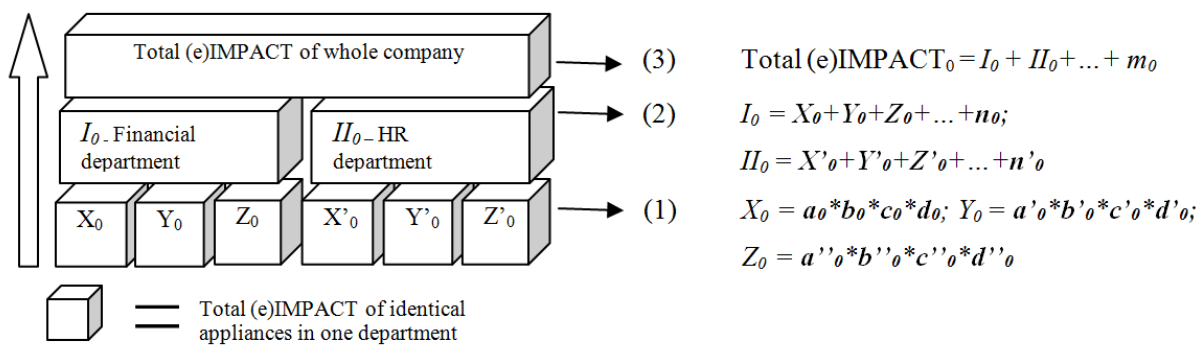 Total (e)IMPACT of whole company
(3) Total (e)IMPACT₀ = I₀ + II₀+…+ m₀
I₀ - Financial department
II₀ – HR department
(2) I₀ = X₀+Y₀+Z₀+…+n₀;
II₀ = X’₀+Y’₀+Z’₀+…+n’₀
X₀ Y₀ Z₀ X’₀ Y’₀ Z’₀
(1) X₀ = a₀*b₀*c₀*d₀; Y₀ = a’₀*b’₀*c’₀*d’₀;
Z₀ = a’’₀*b’’₀*c’’₀*d’’₀
Total (e)IMPACT of identical
appliances in one department